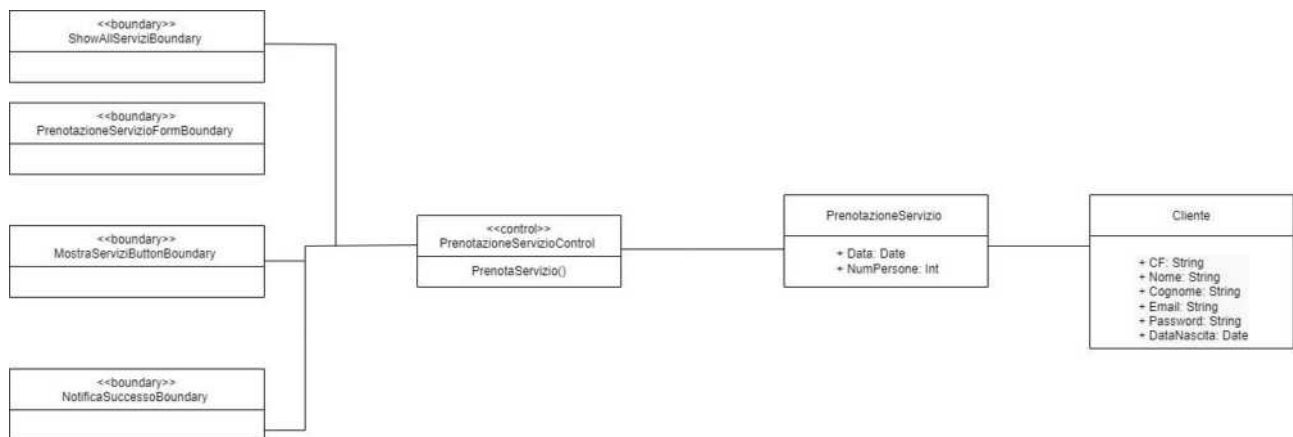 <<boundary>>
ShowAllServiziBoundary
<<boundary>>
PrenotazioneServizioFormBoundary
<<boundary>>
MostraServiziButtonBoundary
<<boundary>>
NotificaSuccessoBoundary
<<control>>
PrenotazioneServizioControl
PrenotaServizio()
PrenotazioneServizio
+ Data: Date
+ NumPersone: Int
Cliente
+ CF: String
+ Nome: String
+ Cognome: String
+ Email: String
+ Password: String
+ DataNascita: Date